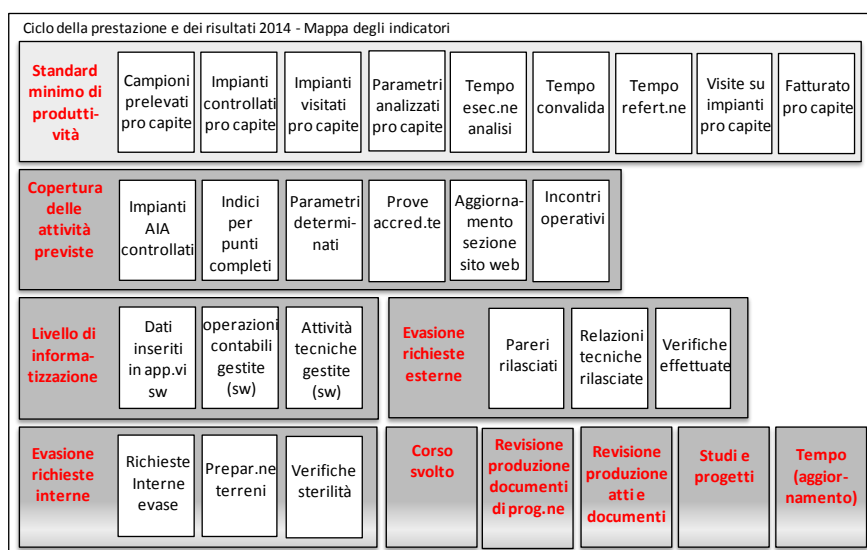 Ciclo della prestazione e dei risultati 2014 - Mappa degli indicatori
Standard
minimo di
produtti-
vità
Campioni
prelevati
pro capite
Impianti
controllati
pro capite
Impianti
visitati
pro capite
Parametri
analizzati
pro capite
Tempo
esec.ne
analisi
Tempo
convalida
Tempo
refert.ne
Visite su
impianti
pro capite
Fatturato
pro capite
Copertura
delle
attività
previste
Impianti
AIA
controllati
Indici
per
punti
completi
Parametri
determi-
nati
Prove
accred.te
Aggiorna-
mento
sezione
sito web
Incontri
operativi
Livello di
informa-
tizzazione
Dati
inseriti
in app.vi
sw
operazioni
contabili
gestite
(sw)
Attività
tecniche
gestite
(sw)
Evasione
richieste
esterne
Pareri
rilasciati
Relazioni
tecniche
rilasciate
Verifiche
effettuate
Evasione
richieste
interne
Richieste
Interne
evase
Prepar.ne
terreni
Verifiche
sterilità
Corso
svolto
Revisione
produzione
documenti
di prog.ne
Revisione
produzione
atti e
documenti
Studi e
progetti
Tempo
(aggior-
namento)